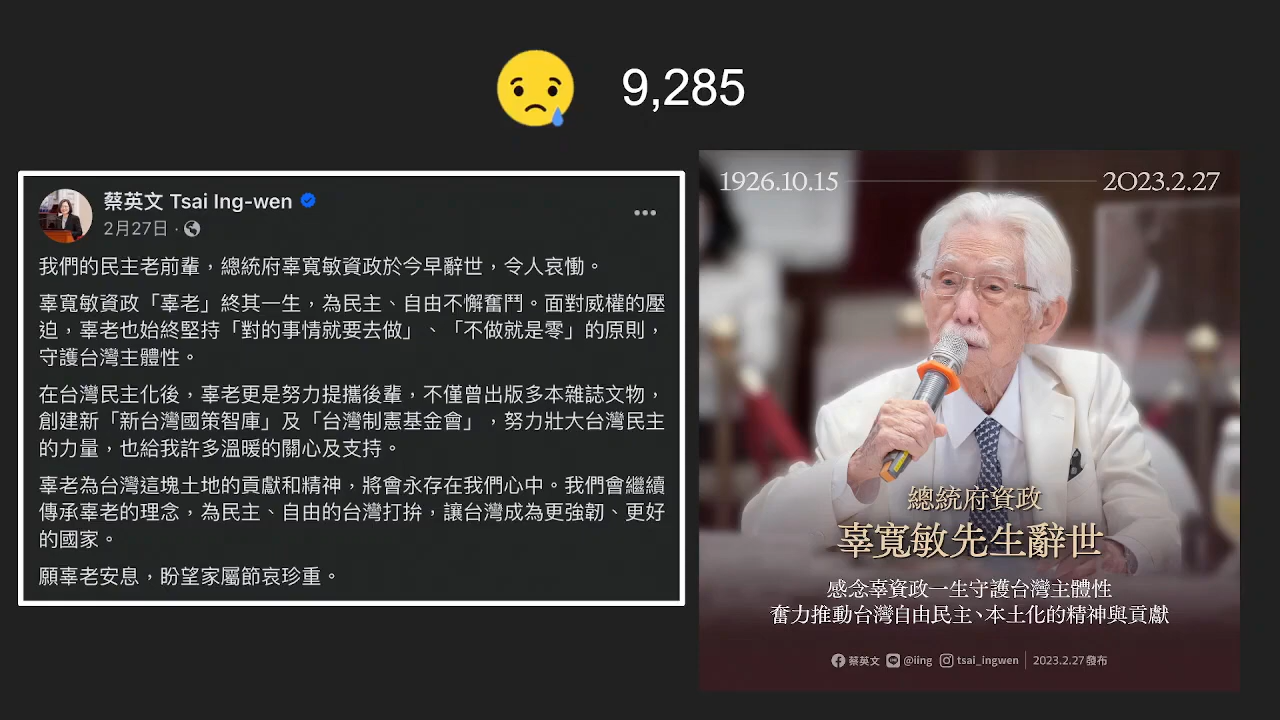 9,285
蔡英文 Tsai Ing-wen
2月27日 ·
我們的民主老前輩，總統府辜寬敏資政於今早辭世，令人哀慟。
辜寬敏資政「辜老」終其一生，為民主、自由不懈奮鬥。面對威權的壓
迫，辜老也始終堅持「對的事情就要去做」、「不做就是零」的原則，
守護台灣主體性。
在台灣民主化後，辜老更是努力提攜後輩，不僅曾出版多本雜誌文物，
創建新「新台灣國策智庫」及「台灣制憲基金會」，努力壯大台灣民主
的力量，也給我許多溫暖的關心及支持。
辜老為台灣這塊土地的貢獻和精神，將會永存在我們心中。我們會繼續
傳承辜老的理念，為民主、自由的台灣打拚，讓台灣成為更強韌、更好
的國家。
願辜老安息，盼望家屬節哀珍重。
1926.10.15 2023.2.27
總統府資政
辜寬敏先生辭世
感念辜資政一生守護台灣主體性
奮力推動台灣自由民主、本土化的精神與貢獻
蔡英文 @iing tsai_ingwen 2023.2.27發布